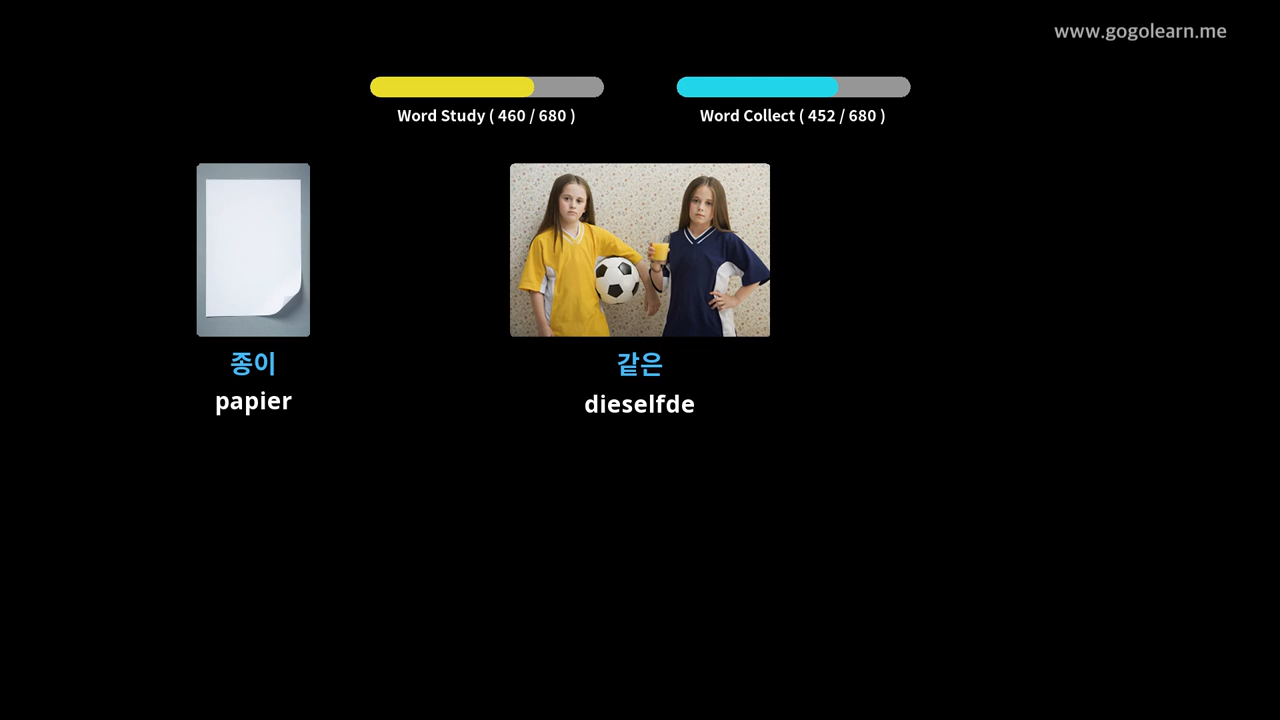 www.gogolearn.me
Word Study ( 460 / 680 )
Word Collect ( 452 / 680 )
종이
papier
같은
dieselfde